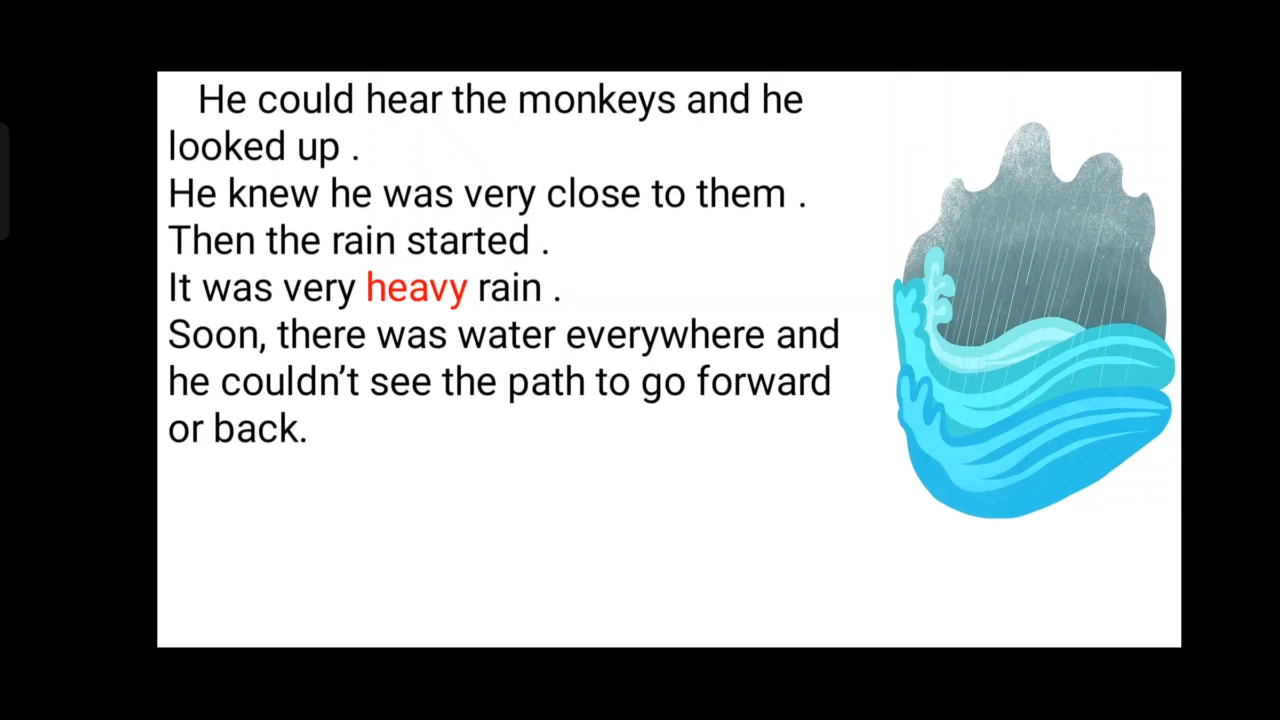 He could hear the monkeys and he
looked up .
He knew he was very close to them .
Then the rain started .
It was very heavy rain .
Soon, there was water everywhere and
he couldn’t see the path to go forward
or back.